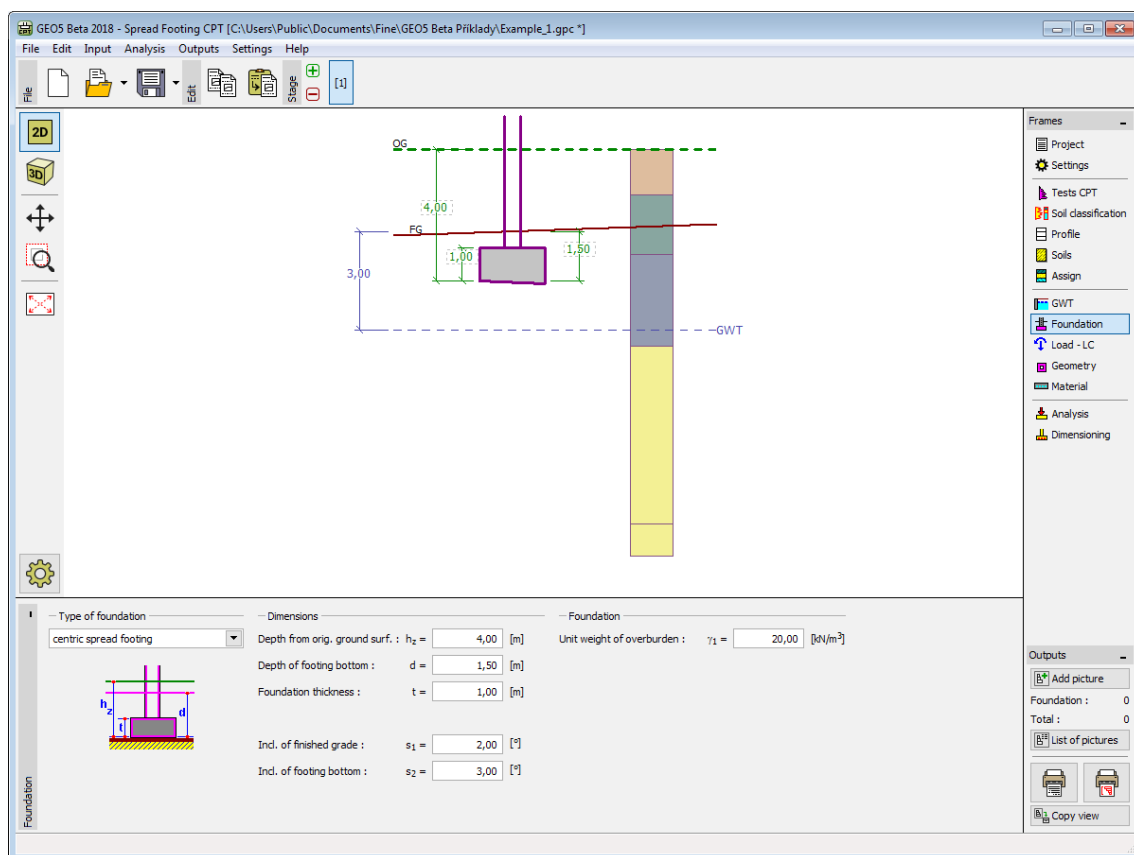 GEO5 Beta 2018 - Spread Footing CPT [C:\Users\Public\Documents\Fine\GEO5 Beta Příklady\Example_1.gpc *]
File Edit Input Analysis Outputs Settings Help
File
Edit
Stage
[1]
2D
3D
OG
4,00
FG
1,00
1,50
3,00
GWT
Frames
Project
Settings
Tests CPT
Soil classification
Profile
Soils
Assign
GWT
Foundation
Load - LC
Geometry
Material
Analysis
Dimensioning
Outputs
Add picture
Foundation : 0
Total : 0
List of pictures
Copy view
Foundation
Type of foundation
centric spread footing
hz
t
d
Dimensions
Depth from orig. ground surf. : hz = 4,00 [m]
Depth of footing bottom : d = 1,50 [m]
Foundation thickness : t = 1,00 [m]
Incl. of finished grade : s1 = 2,00 [°]
Incl. of footing bottom : s2 = 3,00 [°]
Foundation
Unit weight of overburden : γ1 = 20,00 [kN/m³]